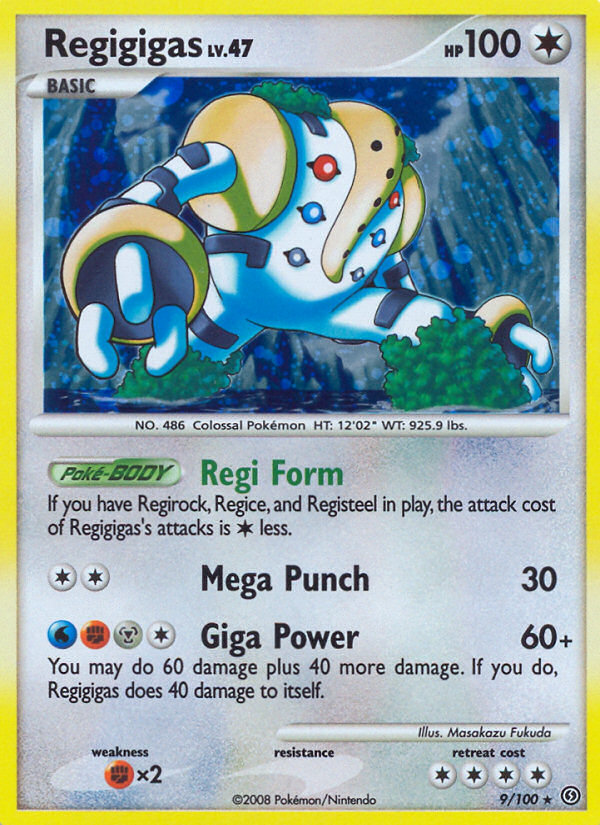 Regigigas LV.47 HP 100
BASIC
NO. 486 Colossal Pokémon HT: 12'02" WT: 925.9 lbs.
Poké-BODY Regi Form
If you have Regirock, Regice, and Registeel in play, the attack cost
of Regigigas's attacks is less.
Mega Punch 30
Giga Power 60+
You may do 60 damage plus 40 more damage. If you do,
Regigigas does 40 damage to itself.
Illus. Masakazu Fukuda
weakness resistance retreat cost
×2
©2008 Pokémon/Nintendo 9/100 ★